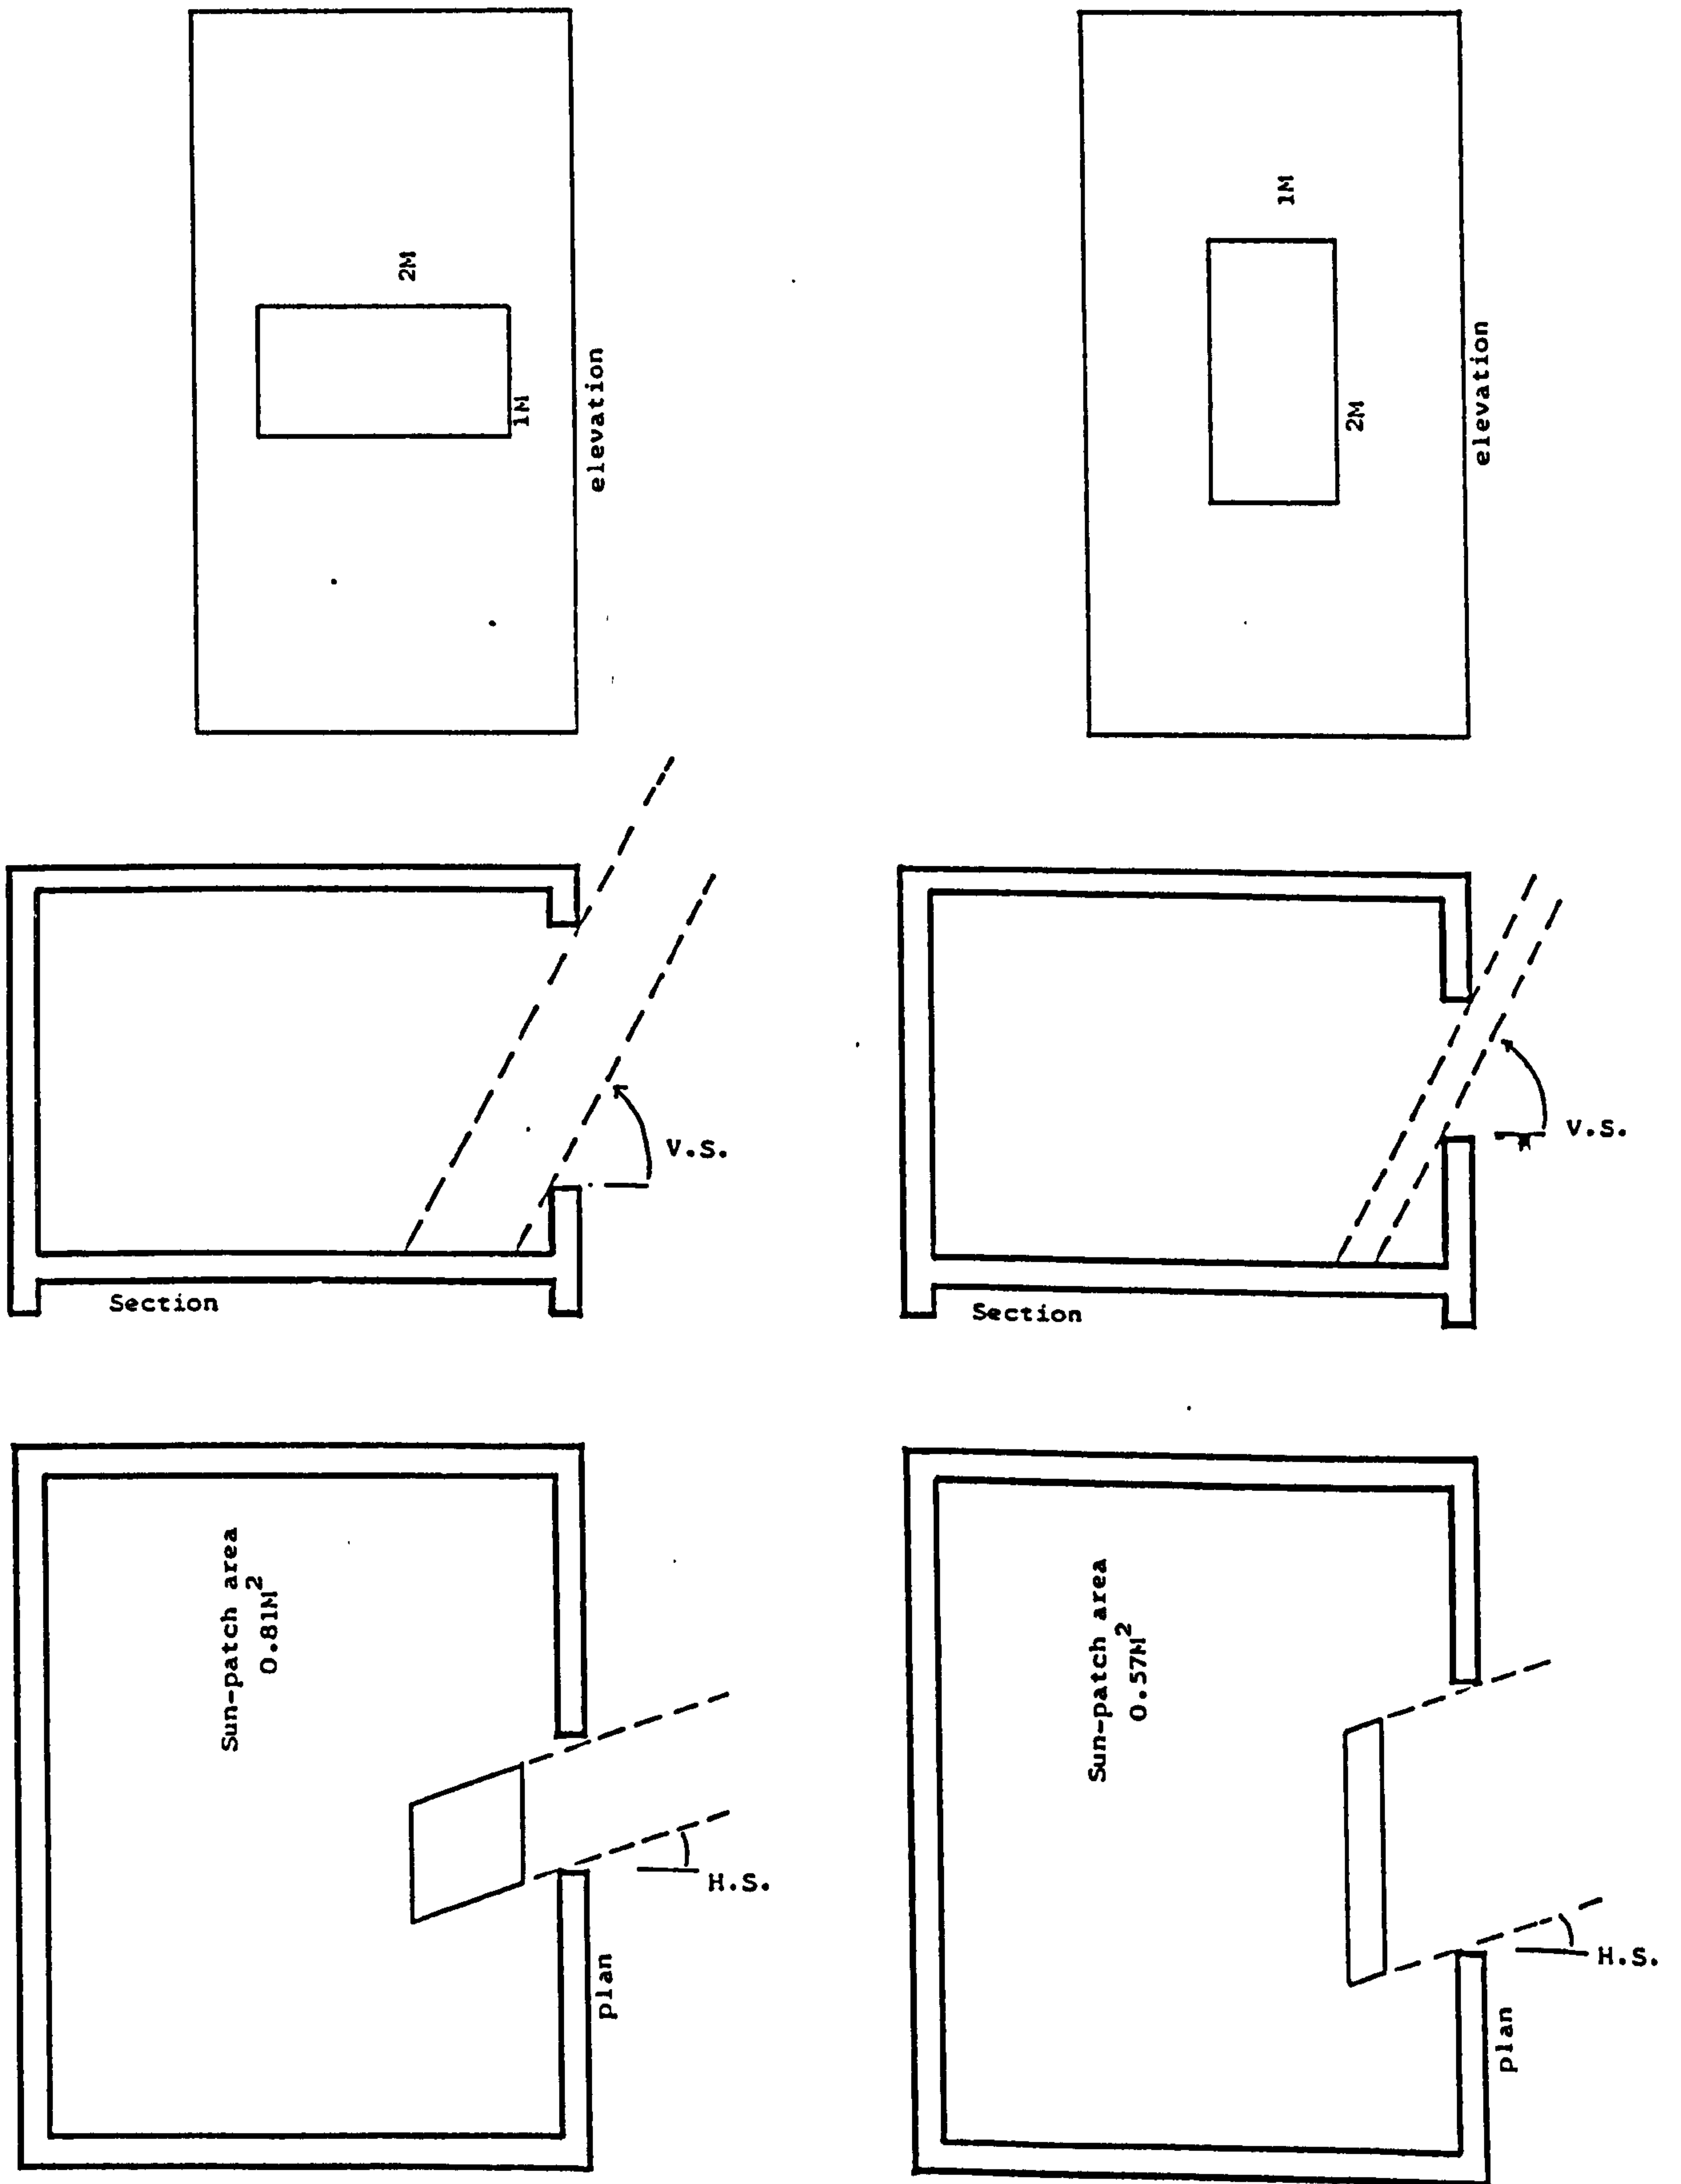 2M
1M
elevation
V.S.
Section
Sun-patch area
0.81M²
H.S.
plan
1M
2M
elevation
V.S.
Section
Sun-patch area
0.57M²
H.S.
plan